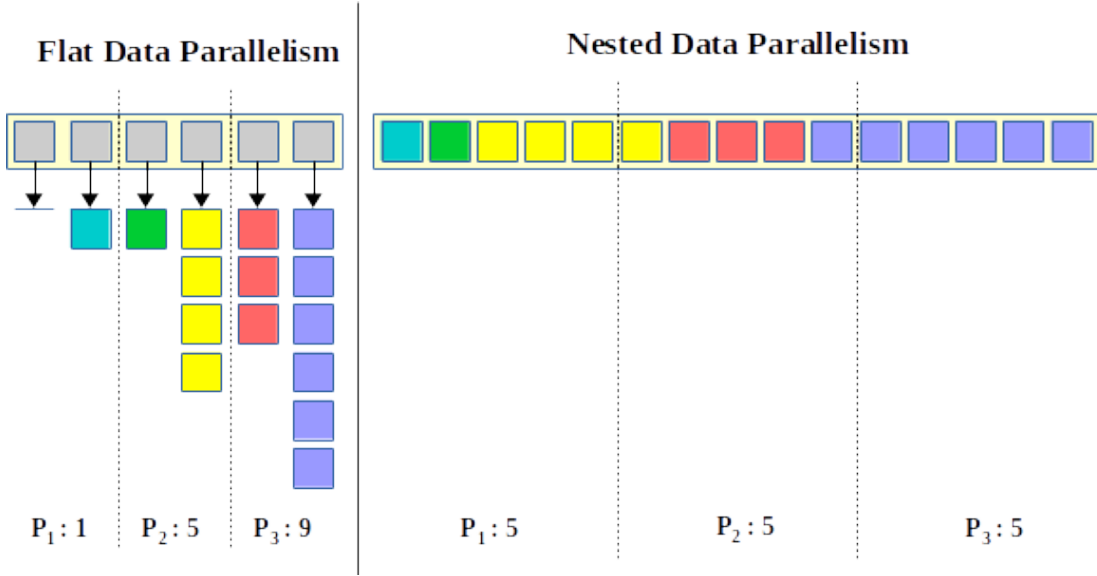 Flat Data Parallelism
Nested Data Parallelism
P1 : 1
P2 : 5
P3 : 9
P1 : 5
P2 : 5
P3 : 5